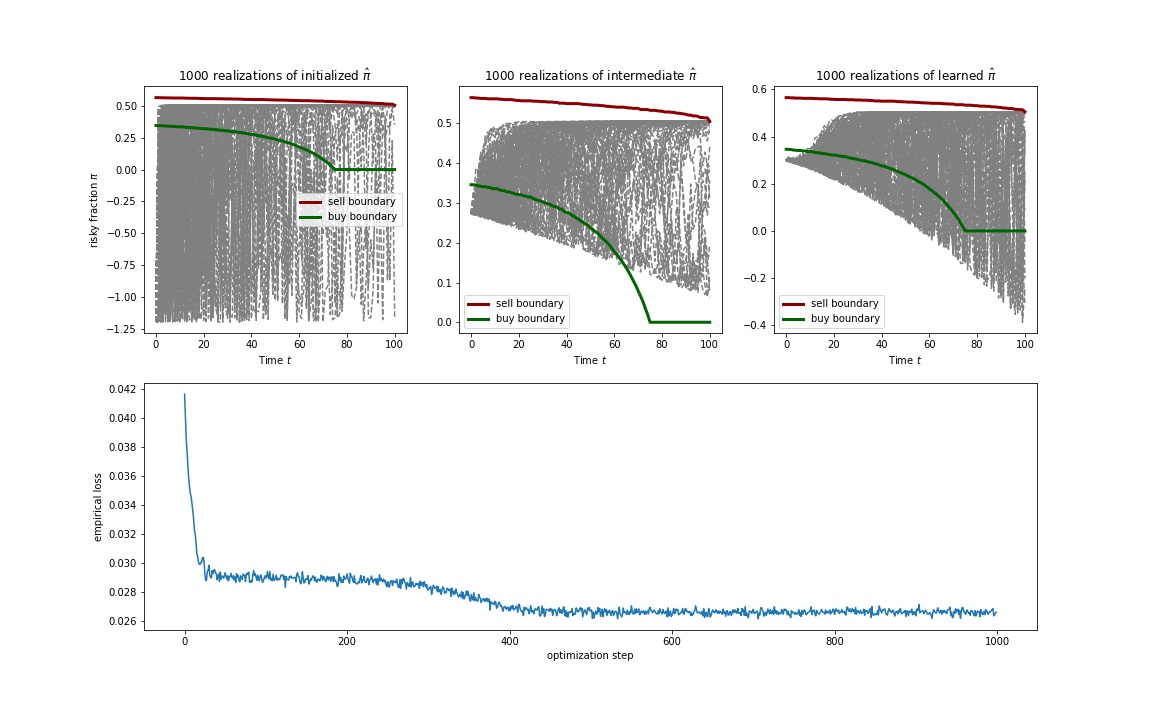 1000 realizations of initialized π̂
1000 realizations of intermediate π̂
1000 realizations of learned π̂
risky fraction π
0.50
0.25
0.00
−0.25
−0.50
−0.75
−1.00
−1.25
sell boundary
buy boundary
0 20 40 60 80 100
Time t
0.5
0.4
0.3
0.2
0.1
0.0
sell boundary
buy boundary
0 20 40 60 80 100
Time t
0.6
0.4
0.2
0.0
−0.2
−0.4
sell boundary
buy boundary
0 20 40 60 80 100
Time t
empirical loss
0.042
0.040
0.038
0.036
0.034
0.032
0.030
0.028
0.026
0 200 400 600 800 1000
optimization step